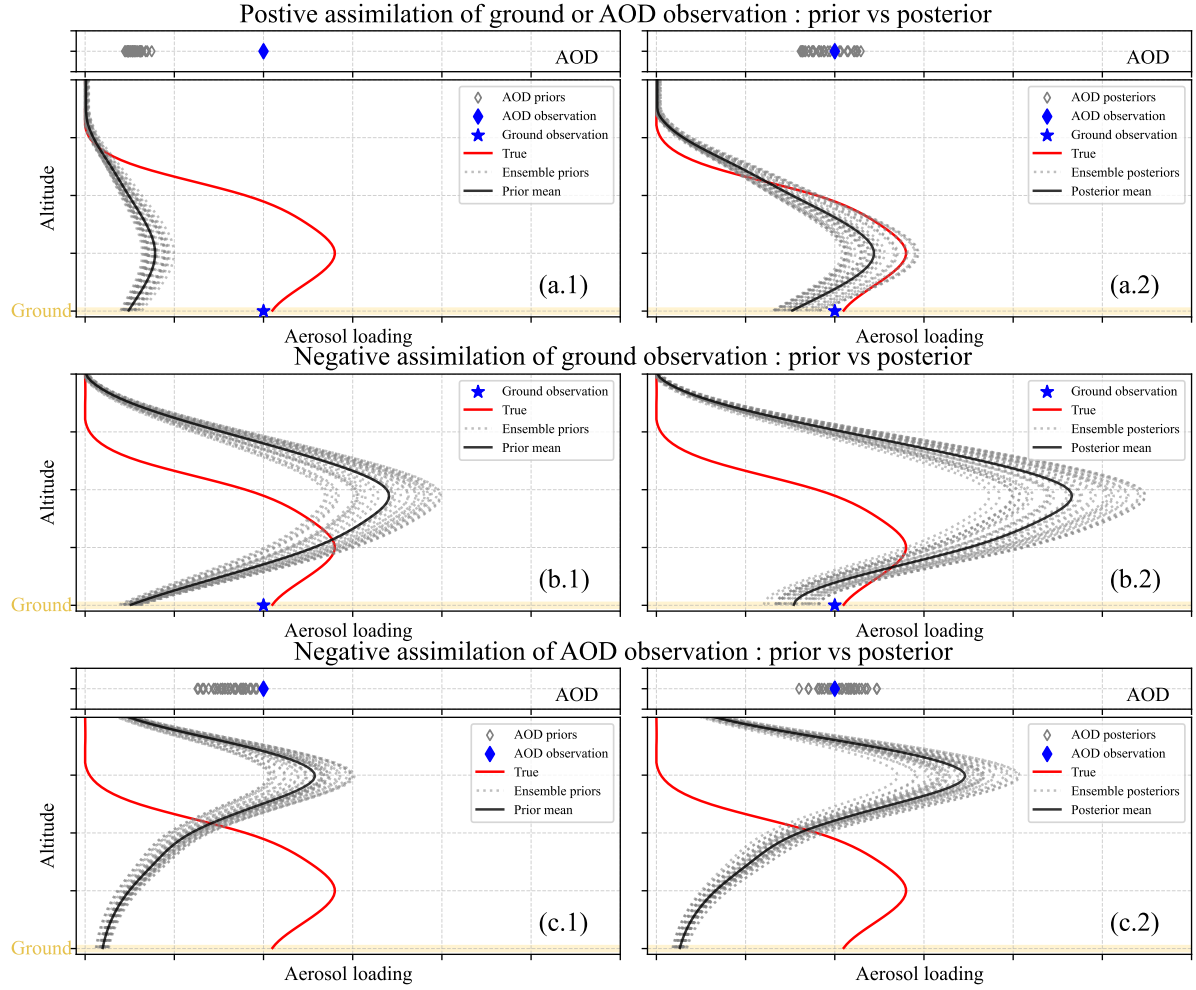 Postive assimilation of ground or AOD observation : prior vs posterior
AOD
AOD
AOD priors
AOD observation
Ground observation
True
Ensemble priors
Prior mean
AOD posteriors
AOD observation
Ground observation
True
Ensemble posteriors
Posterior mean
Altitude
(a.1)
(a.2)
Ground
Aerosol loading
Aerosol loading
Negative assimilation of ground observation : prior vs posterior
Ground observation
True
Ensemble priors
Prior mean
Ground observation
True
Ensemble posteriors
Posterior mean
Altitude
(b.1)
(b.2)
Ground
Aerosol loading
Aerosol loading
Negative assimilation of AOD observation : prior vs posterior
AOD
AOD
AOD priors
AOD observation
True
Ensemble priors
Prior mean
AOD posteriors
AOD observation
True
Ensemble posteriors
Posterior mean
Altitude
(c.1)
(c.2)
Ground
Aerosol loading
Aerosol loading